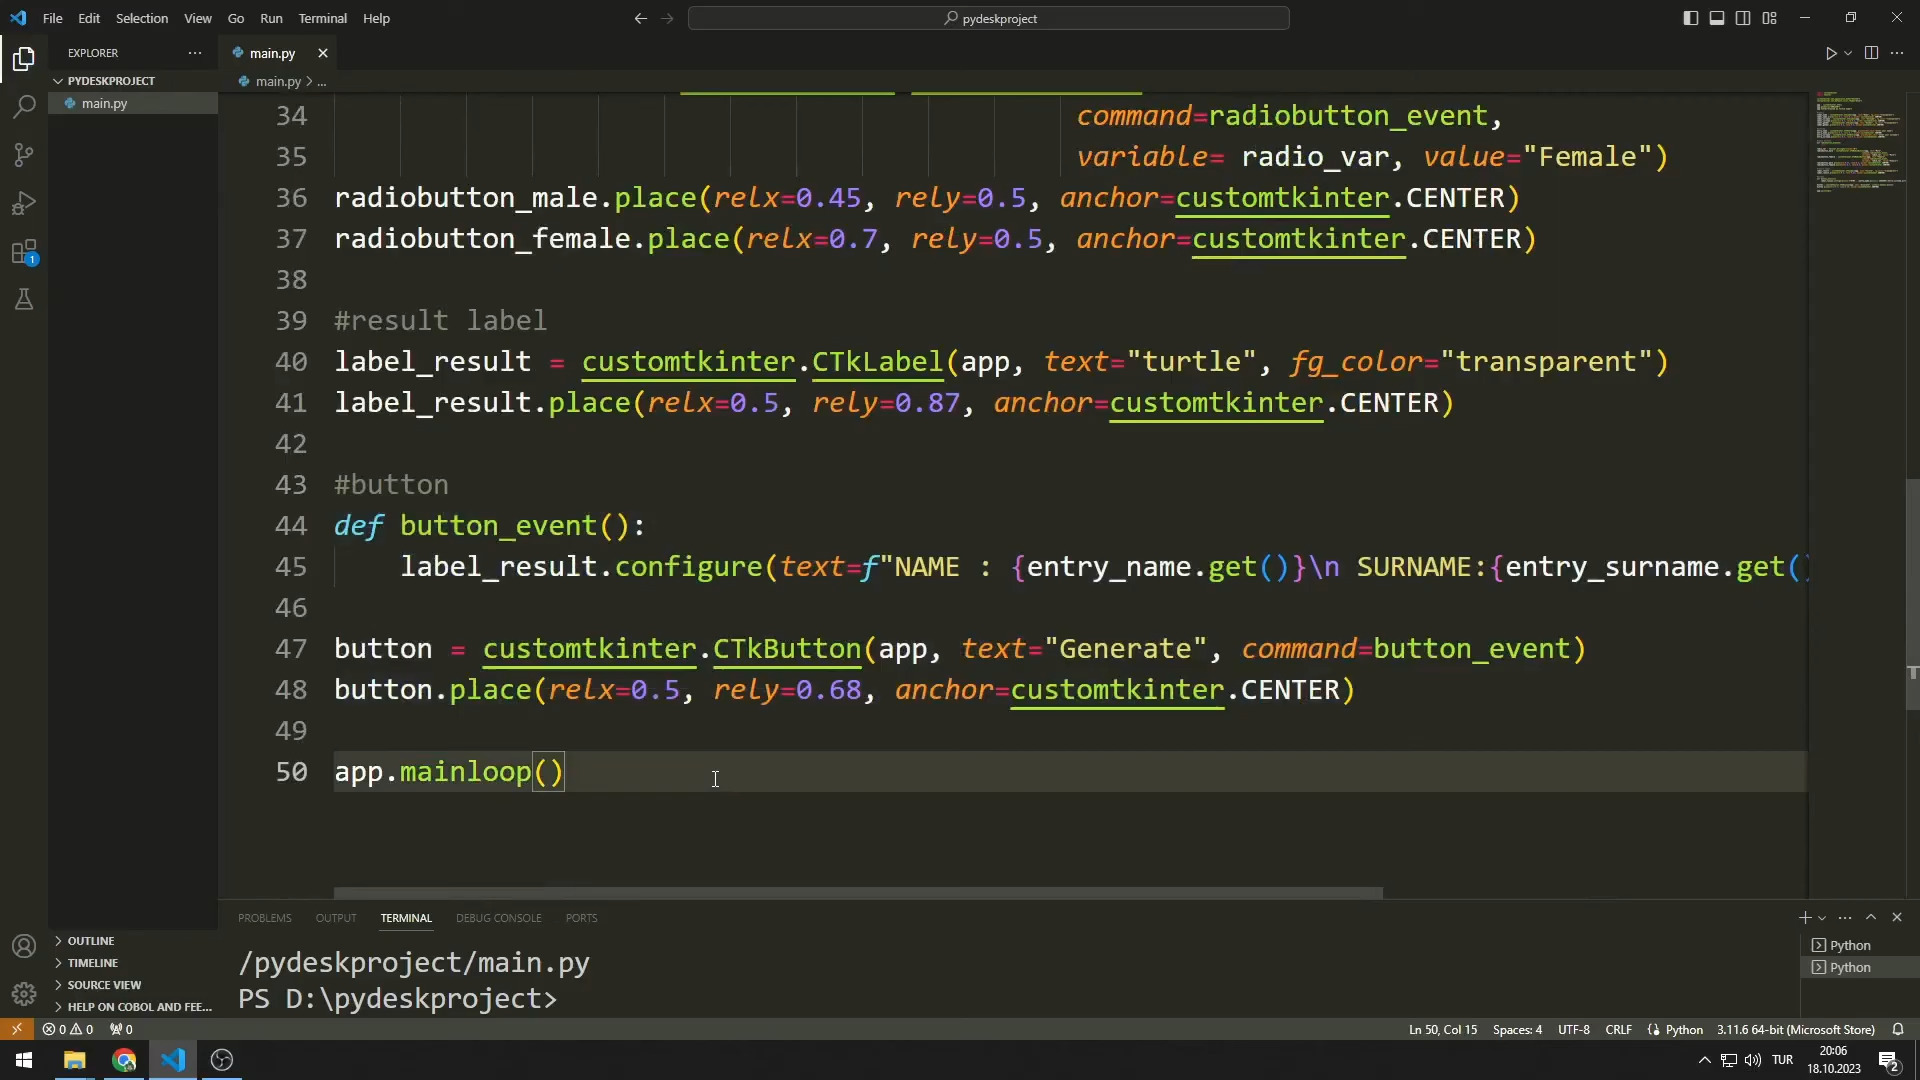 File Edit Selection View Go Run Terminal Help
pydeskproject
EXPLORER
main.py
PYDESKPROJECT
main.py > ...
main.py
34 command=radiobutton_event,
35 variable= radio_var, value="Female")
36 radiobutton_male.place(relx=0.45, rely=0.5, anchor=customtkinter.CENTER)
37 radiobutton_female.place(relx=0.7, rely=0.5, anchor=customtkinter.CENTER)
38
39 #result label
40 label_result = customtkinter.CTkLabel(app, text="turtle", fg_color="transparent")
41 label_result.place(relx=0.5, rely=0.87, anchor=customtkinter.CENTER)
42
43 #button
44 def button_event():
45 label_result.configure(text=f"NAME : {entry_name.get()}\n SURNAME:{entry_surname.get()
46
47 button = customtkinter.CTkButton(app, text="Generate", command=button_event)
48 button.place(relx=0.5, rely=0.68, anchor=customtkinter.CENTER)
49
50 app.mainloop()
1
PROBLEMS OUTPUT TERMINAL DEBUG CONSOLE PORTS
/pydeskproject/main.py
PS D:\pydeskproject>
Python
Python
OUTLINE
TIMELINE
SOURCE VIEW
HELP ON COBOL AND FEE...
0 0 0
Ln 50, Col 15 Spaces: 4 UTF-8 CRLF Python 3.11.6 64-bit (Microsoft Store)
TUR
20:06
18.10.2023
2